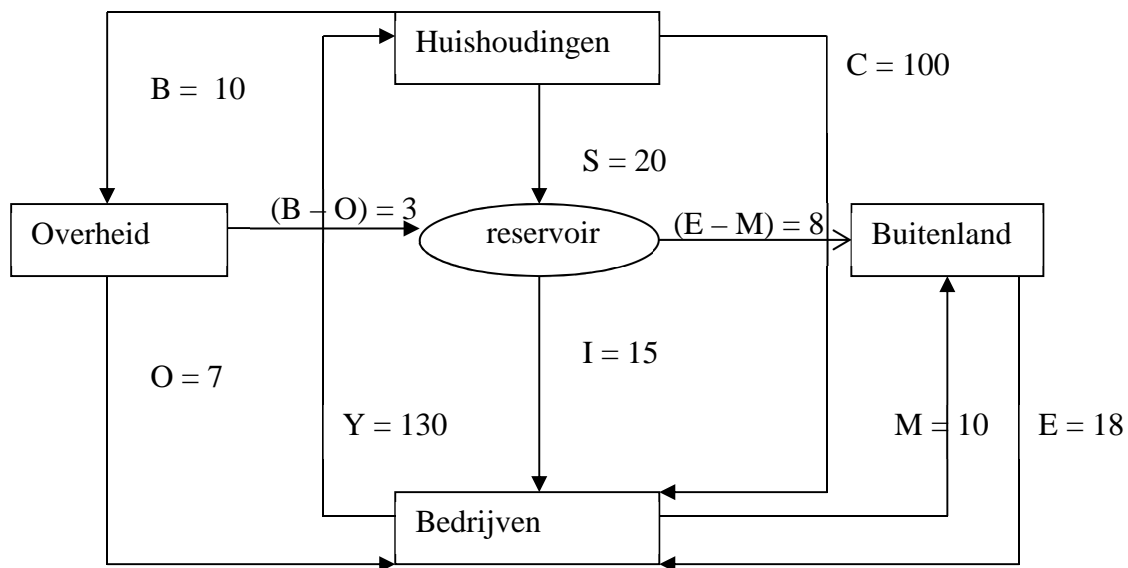 Huishoudingen
C = 100
B = 10
S = 20
Overheid
(B – O) = 3
reservoir
(E – M) = 8
Buitenland
I = 15
O = 7
Y = 130
M = 10
E = 18
Bedrijven